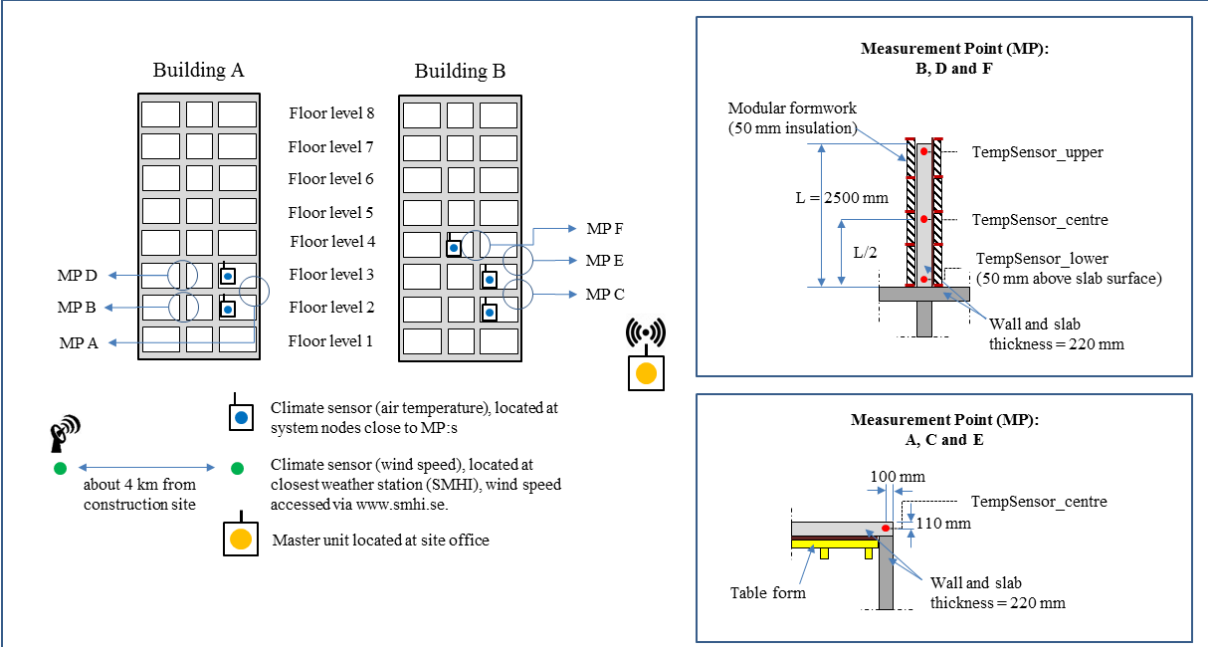 Building A
Building B
Floor level 8
Floor level 7
Floor level 6
Floor level 5
Floor level 4
Floor level 3
Floor level 2
Floor level 1
MP D
MP B
MP A
MP F
MP E
MP C
about 4 km from
construction site
Climate sensor (air temperature), located at
system nodes close to MP:s
Climate sensor (wind speed), located at
closest weather station (SMHI), wind speed
accessed via www.smhi.se.
Master unit located at site office
Measurement Point (MP):
B, D and F
Modular formwork
(50 mm insulation)
TempSensor_upper
L = 2500 mm
TempSensor_centre
L/2
TempSensor_lower
(50 mm above slab surface)
Wall and slab
thickness = 220 mm
Measurement Point (MP):
A, C and E
100 mm
TempSensor_centre
110 mm
Table form
Wall and slab
thickness = 220 mm